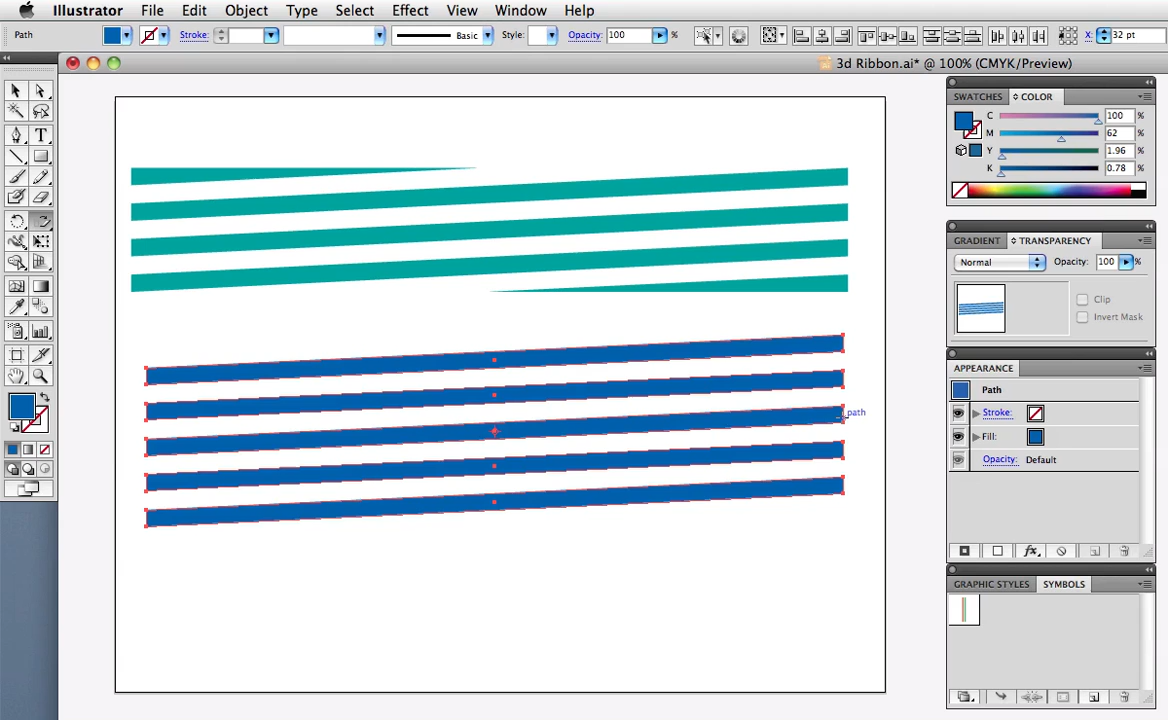 Illustrator File Edit Object Type Select Effect View Window Help
Path Stroke: Basic Style: Opacity: 100 % X: 32 pt
3d Ribbon.ai* @ 100% (CMYK/Preview)
SWATCHES COLOR
C 100 %
M 62 %
Y 1.96 %
K 0.78 %
GRADIENT TRANSPARENCY
Normal Opacity: 100 %
Clip
Invert Mask
APPEARANCE
Path
Stroke:
path
Fill:
Opacity: Default
GRAPHIC STYLES SYMBOLS